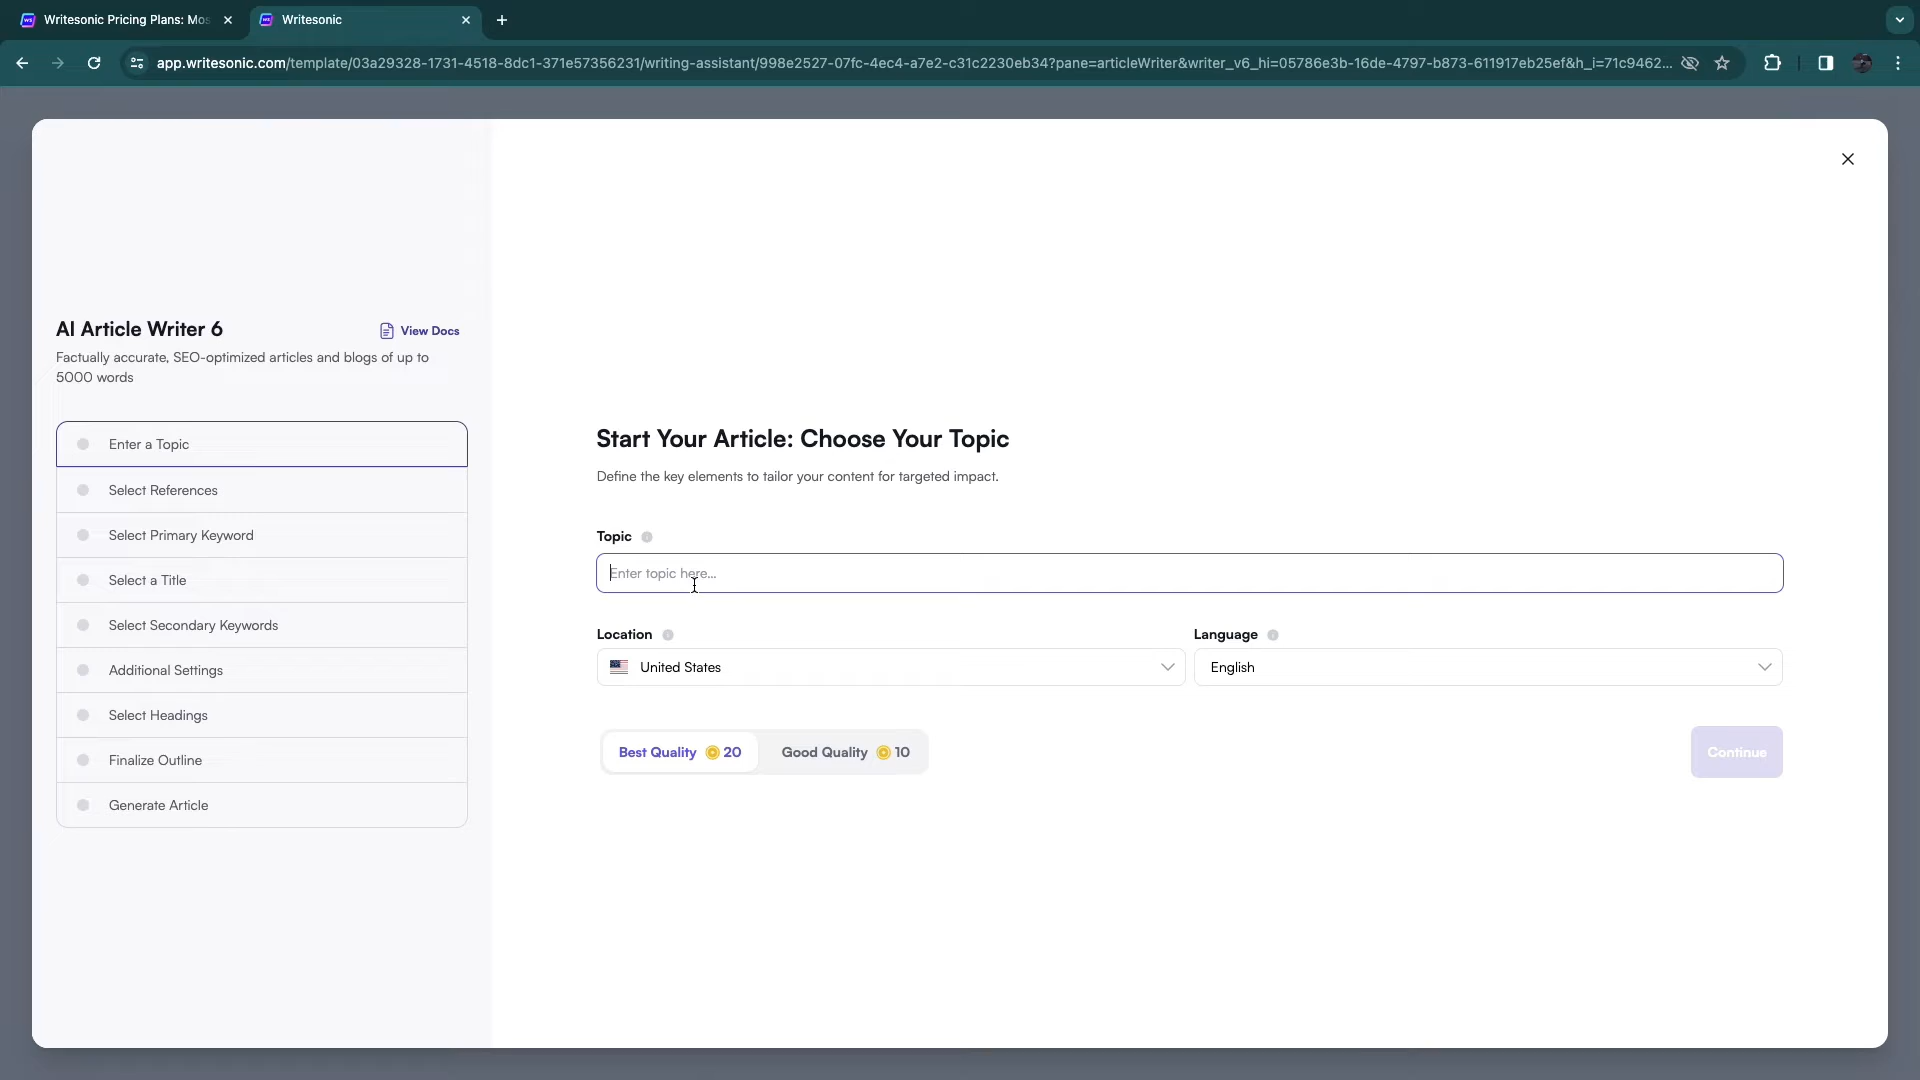 Writesonic Pricing Plans: Mos
Writesonic
app.writesonic.com/template/03a29328-1731-4518-8dc1-371e57356231/writing-assistant/998e2527-07fc-4ec4-a7e2-c31c2230eb34?pane=articleWriter&writer_v6_hi=05786e3b-16de-4797-b873-611917eb25ef&h_i=71c9462...
AI Article Writer 6
View Docs
Factually accurate, SEO-optimized articles and blogs of up to
5000 words
Enter a Topic
Select References
Select Primary Keyword
Select a Title
Select Secondary Keywords
Additional Settings
Select Headings
Finalize Outline
Generate Article
Start Your Article: Choose Your Topic
Define the key elements to tailor your content for targeted impact.
Topic
Enter topic here...
Location
Language
United States
English
Best Quality 20
Good Quality 10
Continue